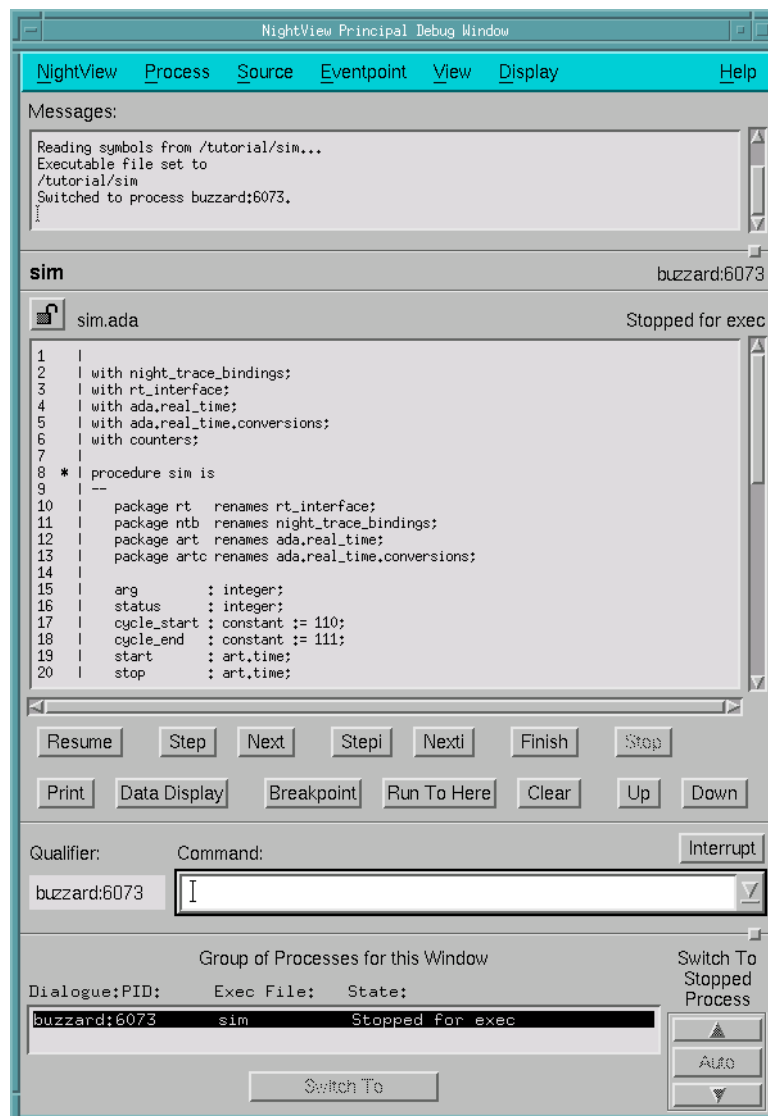 NightView Principal Debug Window
NightView Process Source Eventpoint View Display Help
Messages:
Reading symbols from /tutorial/sim...
Executable file set to
/tutorial/sim
Switched to process buzzard:6073.
sim buzzard:6073
sim.ada Stopped for exec
1 |
2 | with night_trace_bindings;
3 | with rt_interface;
4 | with ada.real_time;
5 | with ada.real_time.conversions;
6 | with counters;
7 |
8 * | procedure sim is
9 | --
10 | package rt renames rt_interface;
11 | package ntb renames night_trace_bindings;
12 | package art renames ada.real_time;
13 | package artc renames ada.real_time.conversions;
14 |
15 | arg : integer;
16 | status : integer;
17 | cycle_start : constant := 110;
18 | cycle_end : constant := 111;
19 | start : art.time;
20 | stop : art.time;
Resume Step Next Stepi Nexti Finish Stop
Print Data Display Breakpoint Run To Here Clear Up Down
Interrupt
Qualifier: Command:
buzzard:6073
Group of Processes for this Window
Switch To
Stopped
Process
Dialogue:PID: Exec File: State:
buzzard:6073 sim Stopped for exec
Auto
Switch To